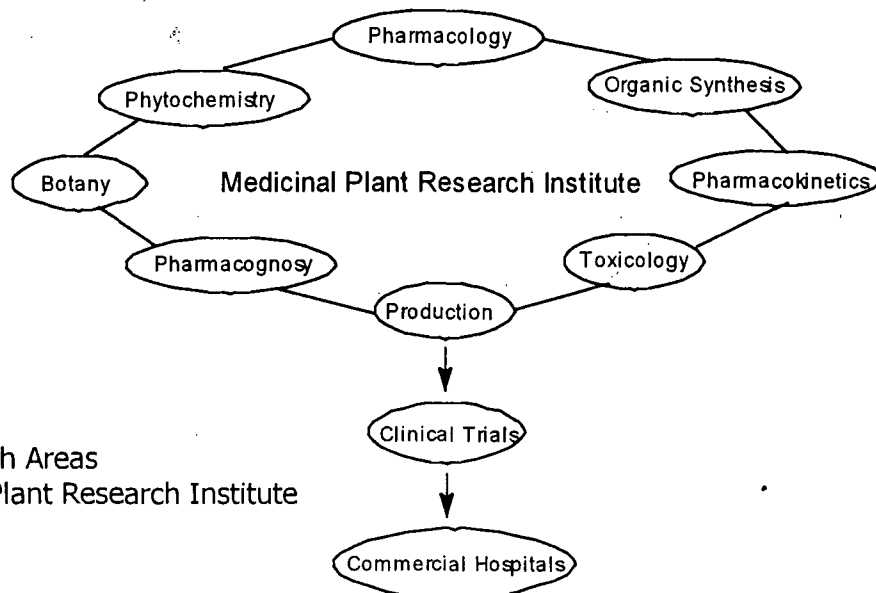 Pharmacology
Phytochemistry
Organic Synthesis
Botany
Medicinal Plant Research Institute
Pharmacokinetics
Pharmacognosy
Toxicology
Production
Clinical Trials
h Areas
Plant Research Institute
Commercial Hospitals